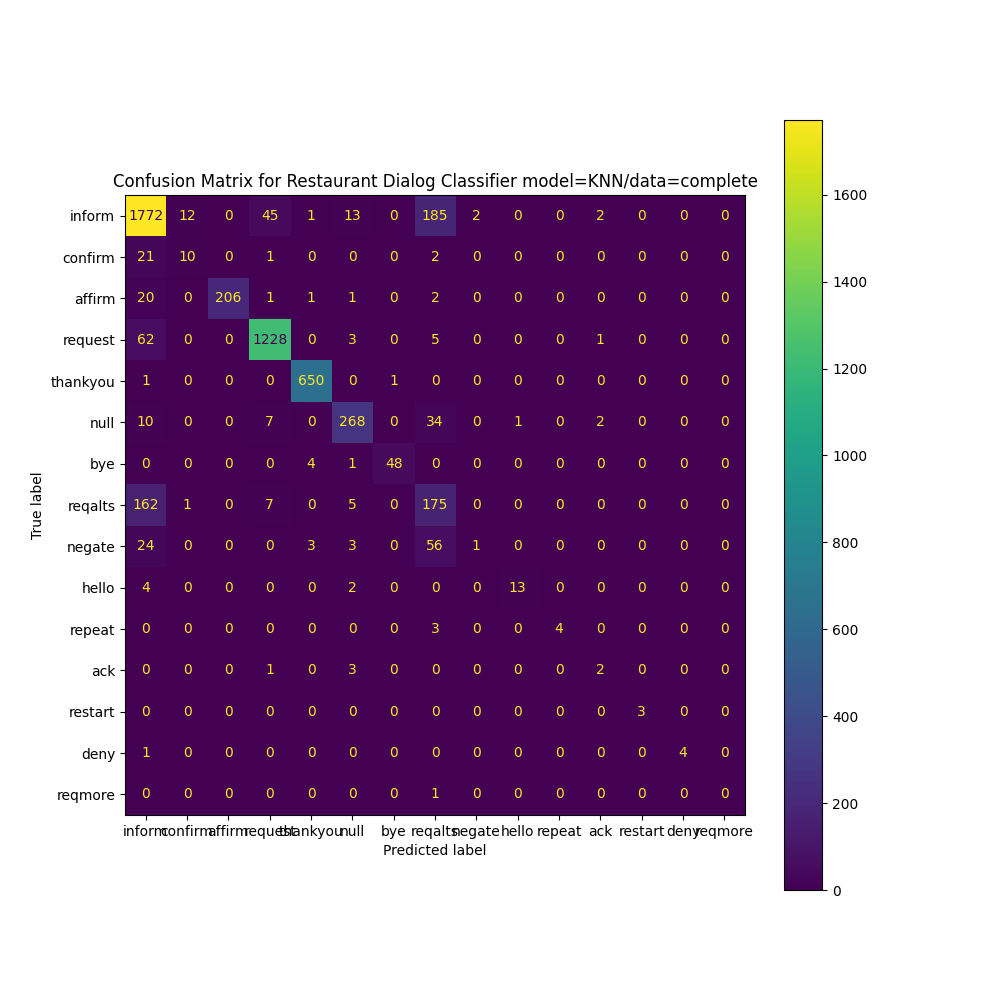 Confusion Matrix for Restaurant Dialog Classifier model=KNN/data=complete
True label
inform 1772 12 0 45 1 13 0 185 2 0 0 2 0 0 0
confirm 21 10 0 1 0 0 0 2 0 0 0 0 0 0 0
affirm 20 0 206 1 1 1 0 2 0 0 0 0 0 0 0
request 62 0 0 1228 0 3 0 5 0 0 0 1 0 0 0
thankyou 1 0 0 0 650 0 1 0 0 0 0 0 0 0 0
null 10 0 0 7 0 268 0 34 0 1 0 2 0 0 0
bye 0 0 0 0 4 1 48 0 0 0 0 0 0 0 0
reqalts 162 1 0 7 0 5 0 175 0 0 0 0 0 0 0
negate 24 0 0 0 3 3 0 56 1 0 0 0 0 0 0
hello 4 0 0 0 0 2 0 0 0 13 0 0 0 0 0
repeat 0 0 0 0 0 0 0 3 0 0 4 0 0 0 0
ack 0 0 0 1 0 3 0 0 0 0 0 2 0 0 0
restart 0 0 0 0 0 0 0 0 0 0 0 0 3 0 0
deny 1 0 0 0 0 0 0 0 0 0 0 0 0 4 0
reqmore 0 0 0 0 0 0 0 1 0 0 0 0 0 0 0
inform confirm affirm request thankyou null bye reqalts negate hello repeat ack restart deny reqmore
Predicted label
1600
1400
1200
1000
800
600
400
200
0